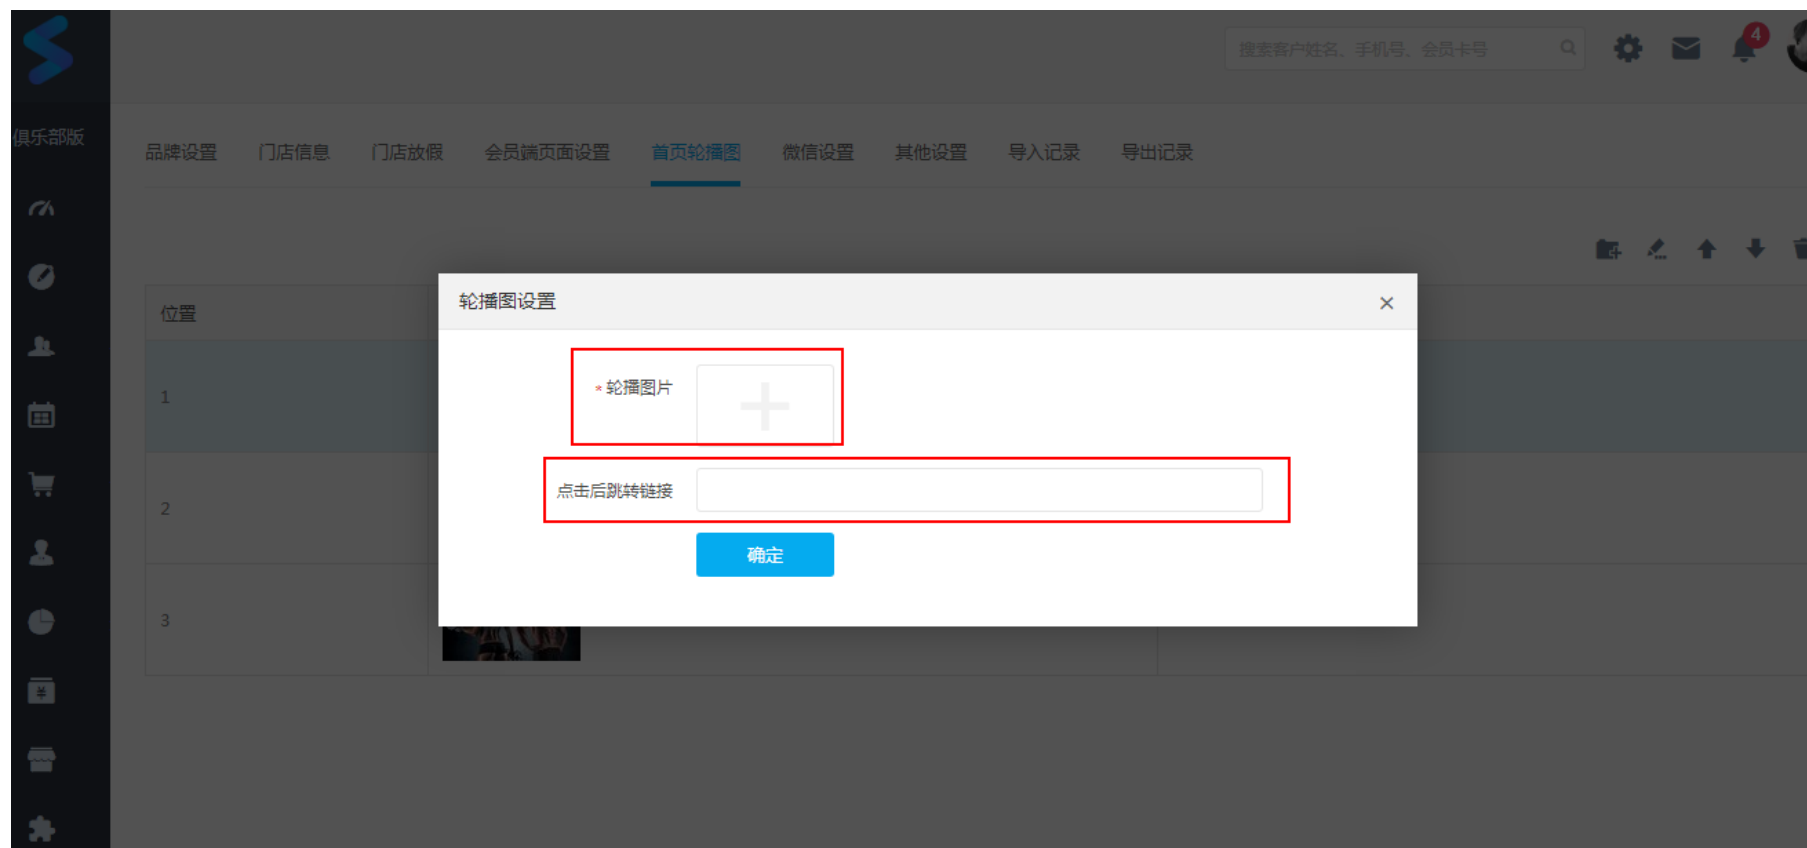 搜索客户姓名、手机号、会员卡号
4
俱乐部版
品牌设置 门店信息 门店放假 会员端页面设置 首页轮播图 微信设置 其他设置 导入记录 导出记录
位置
轮播图设置
×
1
* 轮播图片
点击后跳转链接
2
确定
3